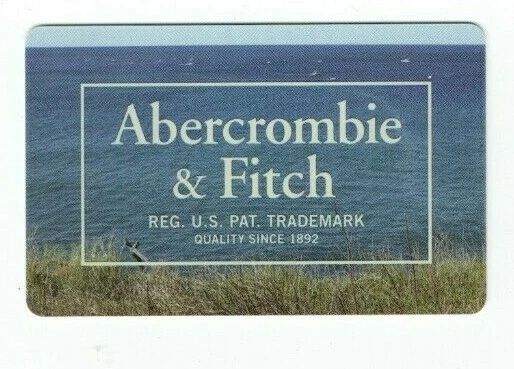 Abercrombie
& Fitch
REG. U.S. PAT. TRADEMARK
QUALITY SINCE 1892